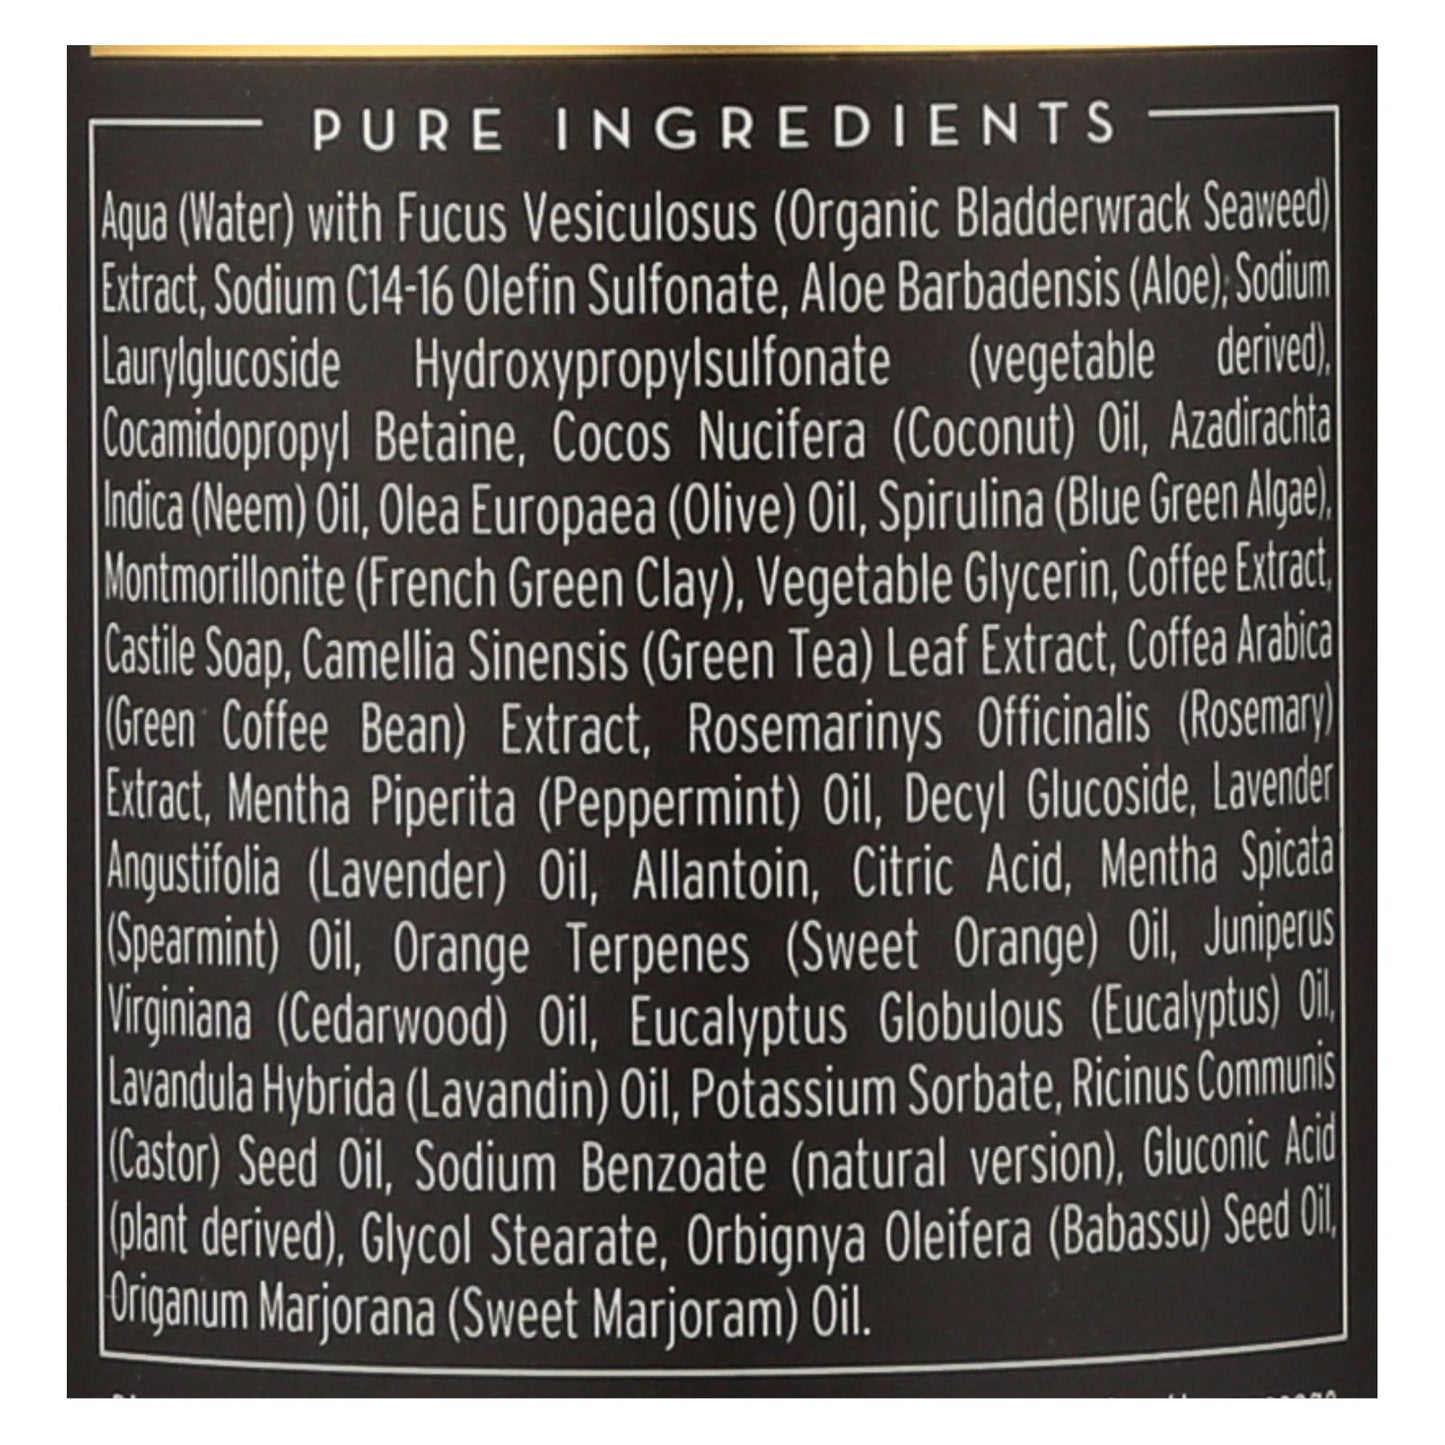 PURE INGREDIENTS
Aqua (Water) with Fucus Vesiculosus (Organic Bladderwrack Seaweed)
Extract, Sodium C14-16 Olefin Sulfonate, Aloe Barbadensis (Aloe), Sodium
Laurylglucoside Hydroxypropylsulfonate (vegetable derived),
Cocamidopropyl Betaine, Cocos Nucifera (Coconut) Oil, Azadirachta
Indica (Neem) Oil, Olea Europaea (Olive) Oil, Spirulina (Blue Green Algae),
Montmorillonite (French Green Clay), Vegetable Glycerin, Coffee Extract,
Castile Soap, Camellia Sinensis (Green Tea) Leaf Extract, Coffea Arabica
(Green Coffee Bean) Extract, Rosemarinys Officinalis (Rosemary)
Extract, Mentha Piperita (Peppermint) Oil, Decyl Glucoside, Lavender
Angustifolia (Lavender) Oil, Allantoin, Citric Acid, Mentha Spicata
(Spearmint) Oil, Orange Terpenes (Sweet Orange) Oil, Juniperus
Virginiana (Cedarwood) Oil, Eucalyptus Globulous (Eucalyptus) Oil,
Lavandula Hybrida (Lavandin) Oil, Potassium Sorbate, Ricinus Communis
(Castor) Seed Oil, Sodium Benzoate (natural version), Gluconic Acid
(plant derived), Glycol Stearate, Orbignya Oleifera (Babassu) Seed Oil,
Origanum Marjorana (Sweet Marjoram) Oil.